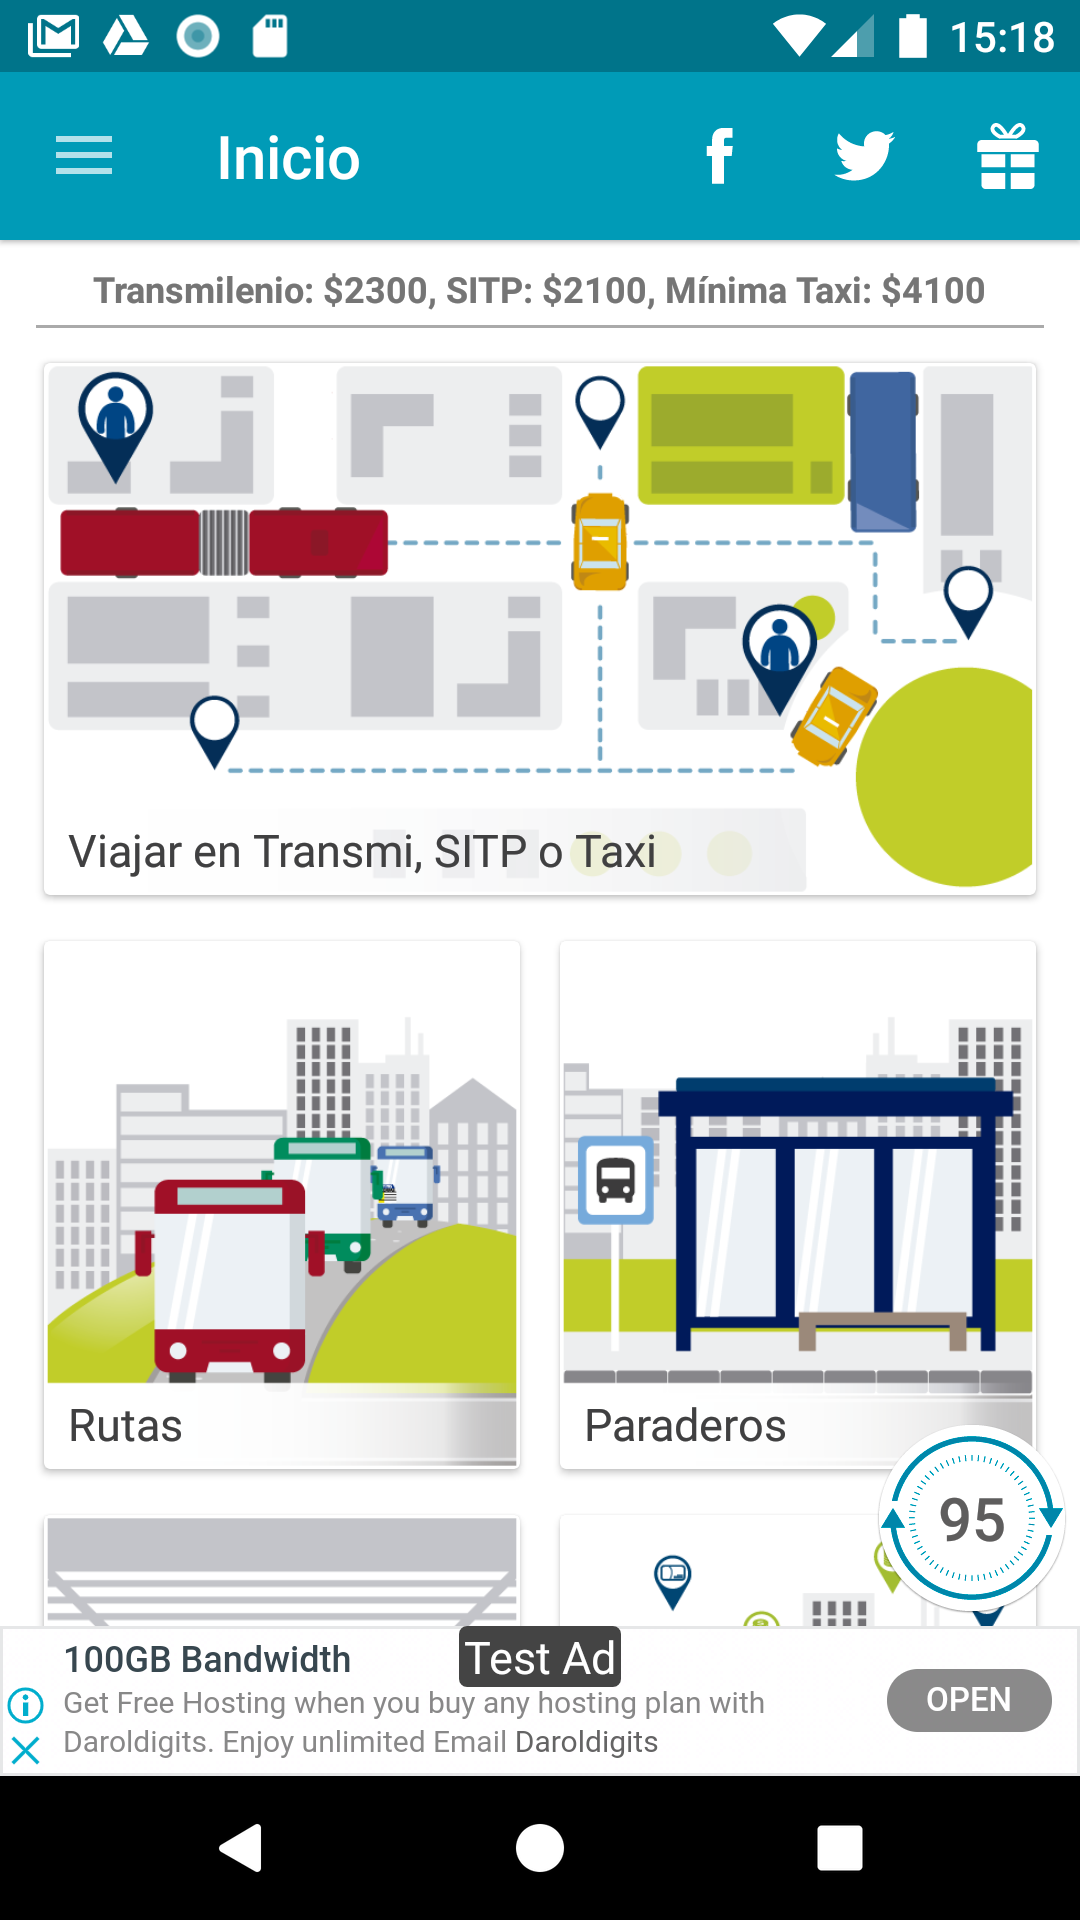 15:18
Inicio
Transmilenio: $2300, SITP: $2100, Mínima Taxi: $4100
Viajar en Transmi, SITP o Taxi
Rutas
Paraderos
95
100GB Bandwidth
Test Ad
Get Free Hosting when you buy any hosting plan with
Daroldigits. Enjoy unlimited Email Daroldigits
OPEN